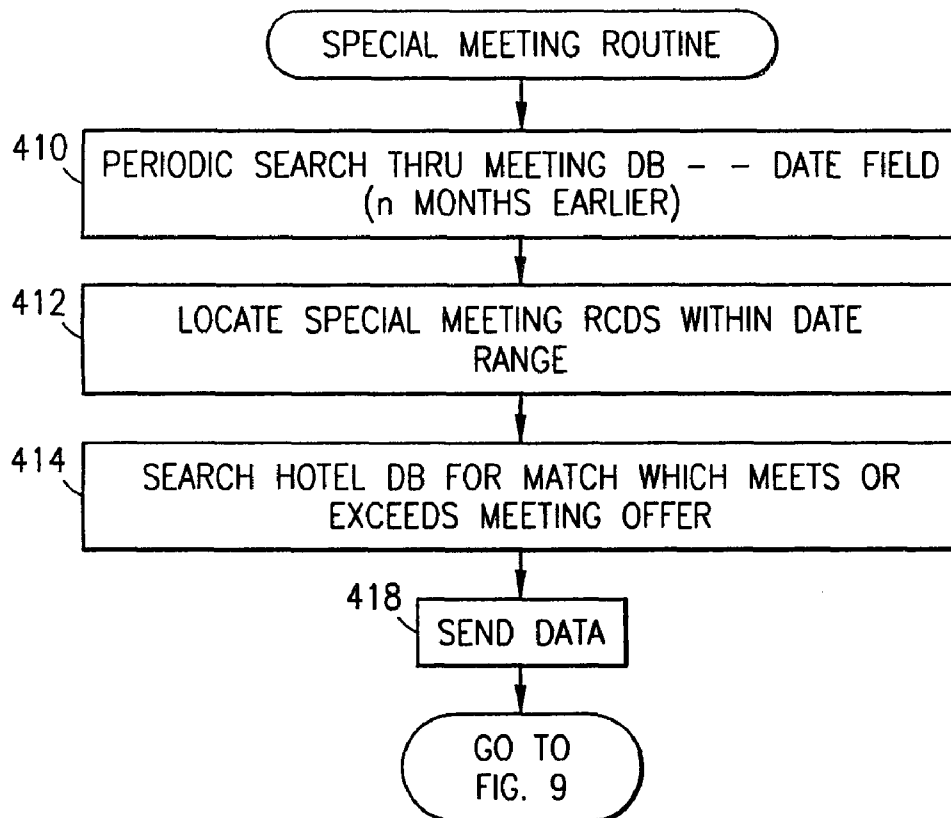 SPECIAL MEETING ROUTINE
410
PERIODIC SEARCH THRU MEETING DB - - DATE FIELD
(n MONTHS EARLIER)
412
LOCATE SPECIAL MEETING RCDS WITHIN DATE
RANGE
414
SEARCH HOTEL DB FOR MATCH WHICH MEETS OR
EXCEEDS MEETING OFFER
418
SEND DATA
GO TO
FIG. 9